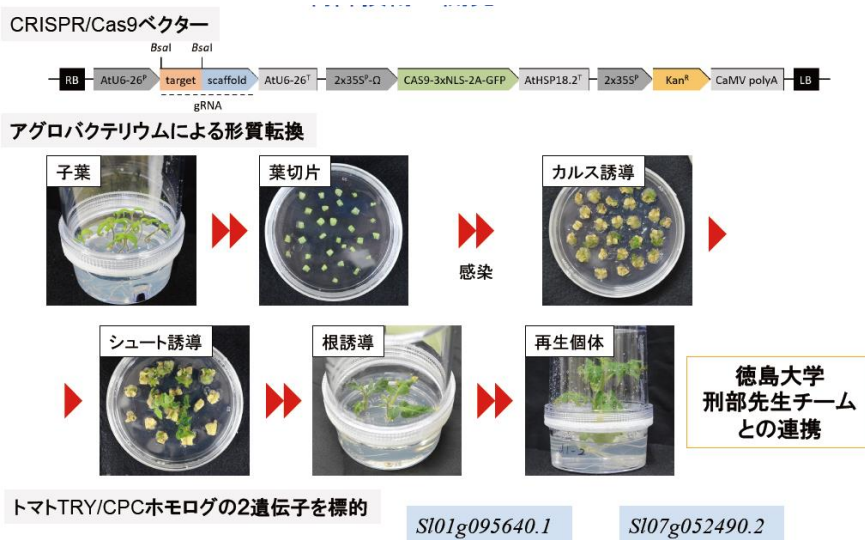 CRISPR/Cas9ベクター
BsaI BsaI
RB AtU6-26P target scaffold AtU6-26T 2x35SP-Ω CAS9-3xNLS-2A-GFP AtHSP18.2T 2x35SP KanR CaMV polyA LB
gRNA
アグロバクテリウムによる形質転換
子葉 葉切片 カルス誘導
感染
シュート誘導 根誘導 再生個体
徳島大学
刑部先生チーム
との連携
トマトTRY/CPCホモログの2遺伝子を標的
Sl01g095640.1 Sl07g052490.2